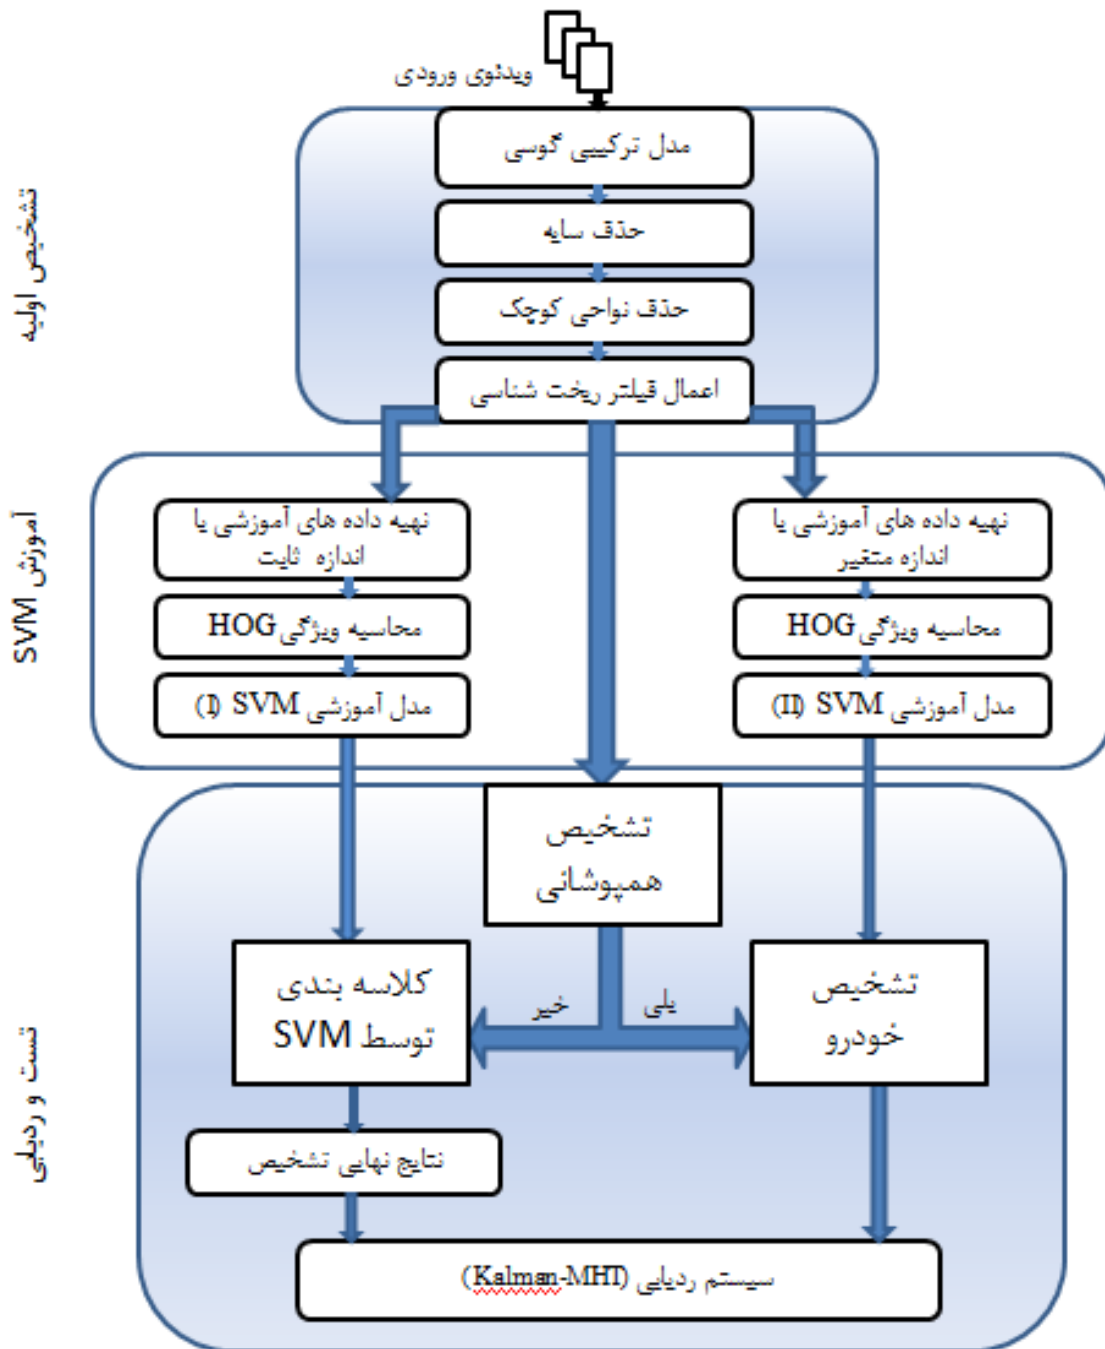 ویدئوی ورودی
تشخیص اولیه
مدل ترکیبی گوسی
حذف سایه
حذف نواحی کوچک
اعمال فیلتر ریخت شناسی
آموزش SVM
تهیه داده های آموزشی با
اندازه متغیر
محاسبه ویژگی HOG
مدل آموزشی SVM (II)
تهیه داده های آموزشی با
اندازه ثابت
محاسبه ویژگی HOG
مدل آموزشی SVM (I)
تست و ردیابی
تشخیص
همپوشانی
بلی
خیر
تشخیص
خودرو
کلاسه بندی
توسط SVM
نتایج نهایی تشخیص
سیستم ردیابی (Kalman-MHT)